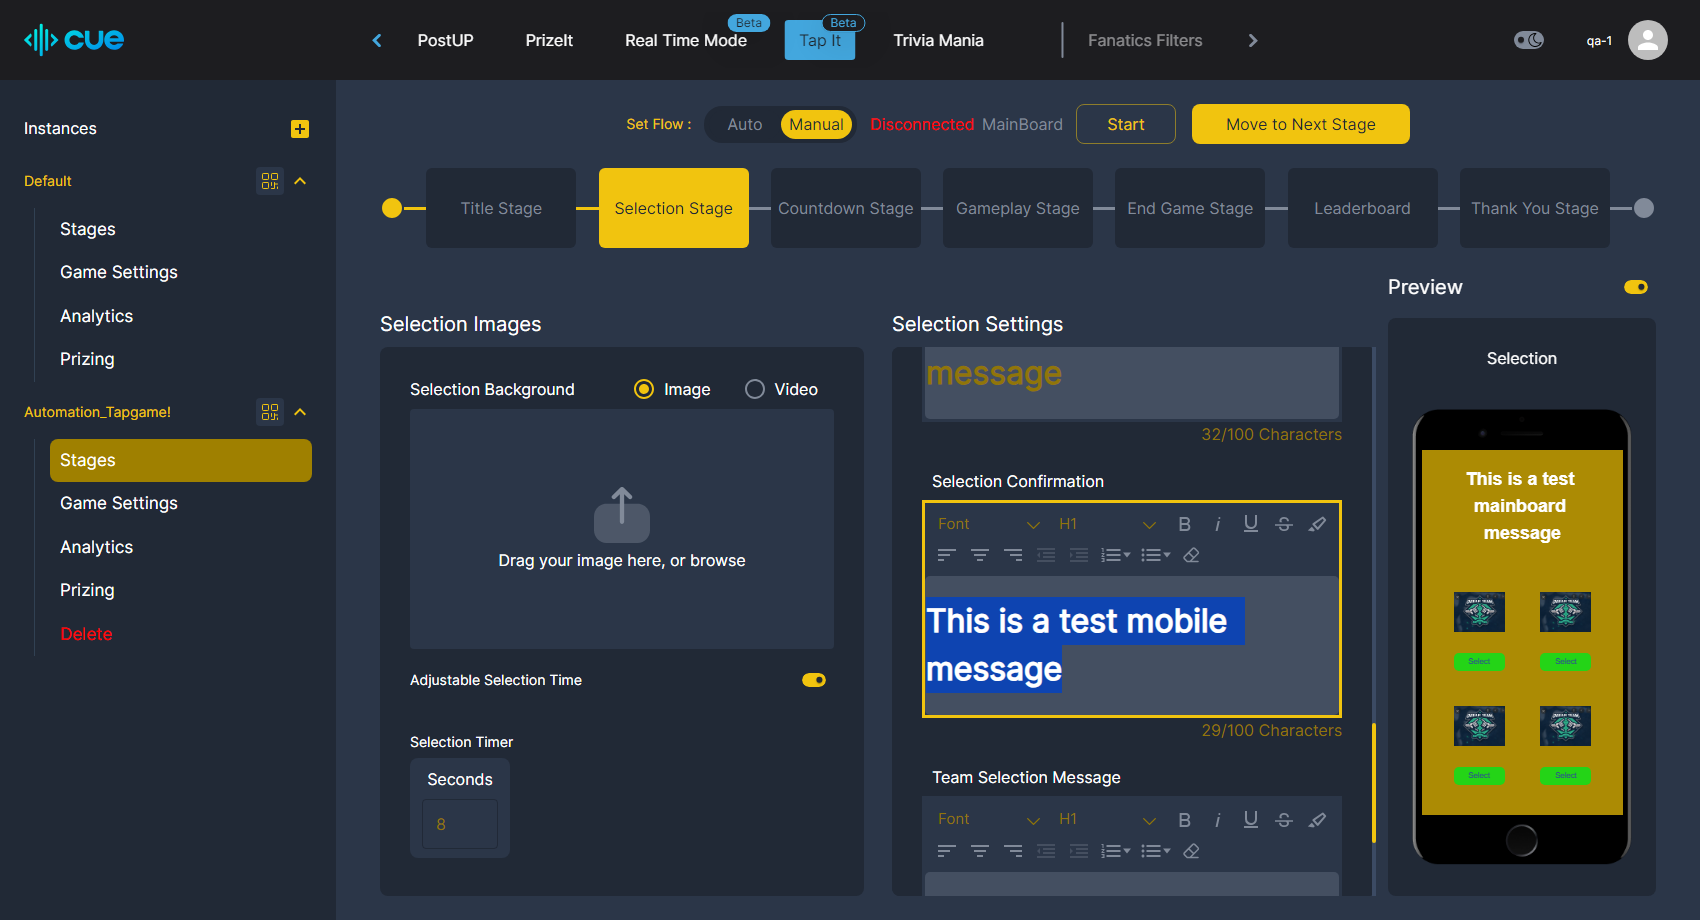 cue
PostUP
PrizeIt
Real Time Mode
Beta
Tap It
Beta
Trivia Mania
Fanatics Filters
qa-1
Instances
Default
Stages
Game Settings
Analytics
Prizing
Automation_Tapgame!
Stages
Game Settings
Analytics
Prizing
Delete
Set Flow :
Auto
Manual
Disconnected MainBoard
Start
Move to Next Stage
Title Stage
Selection Stage
Countdown Stage
Gameplay Stage
End Game Stage
Leaderboard
Thank You Stage
Selection Images
Selection Background
Image
Video
Drag your image here, or browse
Adjustable Selection Time
Selection Timer
Seconds
8
Selection Settings
message
32/100 Characters
Selection Confirmation
Font
H1
B i U S
This is a test mobile
message
29/100 Characters
Team Selection Message
Font
H1
B i U S
Preview
Selection
This is a test
mainboard
message
Select
Select
Select
Select